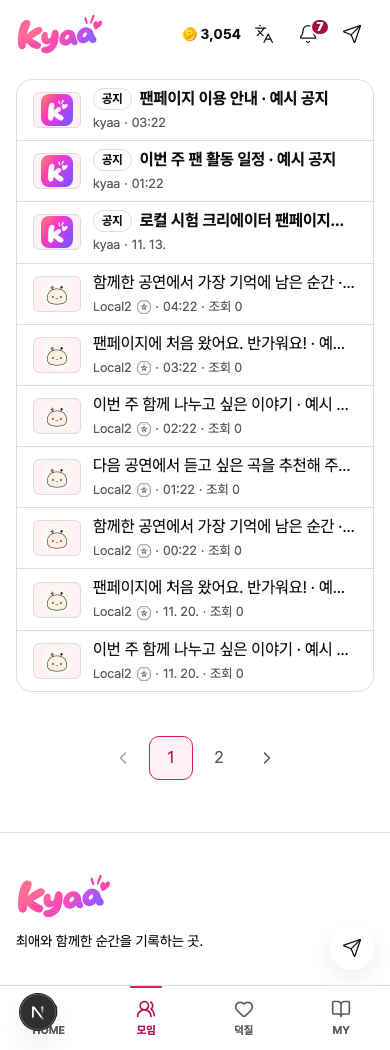 kyaa
3,054
7
공지 팬페이지 이용 안내 · 예시 공지
kyaa · 03:22
공지 이번 주 팬 활동 일정 · 예시 공지
kyaa · 01:22
공지 로컬 시험 크리에이터 팬페이지...
kyaa · 11. 13.
함께한 공연에서 가장 기억에 남은 순간 ·...
Local2 · 04:22 · 조회 0
팬페이지에 처음 왔어요. 반가워요! · 예...
Local2 · 03:22 · 조회 0
이번 주 함께 나누고 싶은 이야기 · 예시 ...
Local2 · 02:22 · 조회 0
다음 공연에서 듣고 싶은 곡을 추천해 주...
Local2 · 01:22 · 조회 0
함께한 공연에서 가장 기억에 남은 순간 ·...
Local2 · 00:22 · 조회 0
팬페이지에 처음 왔어요. 반가워요! · 예...
Local2 · 11. 20. · 조회 0
이번 주 함께 나누고 싶은 이야기 · 예시 ...
Local2 · 11. 20. · 조회 0
1 2
kyaa
최애와 함께한 순간을 기록하는 곳.
N
HOME 모임 덕질 MY